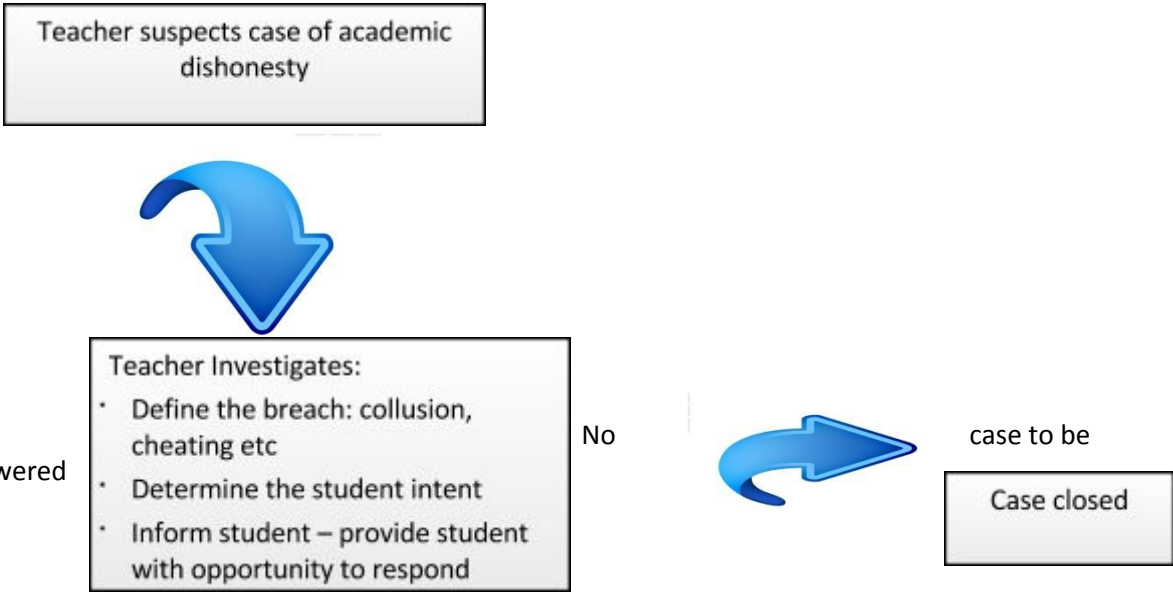 Teacher suspects case of academic
dishonesty
Teacher Investigates:
· Define the breach: collusion,
cheating etc
· Determine the student intent
· Inform student – provide student
with opportunity to respond
No
case to be
wered
Case closed